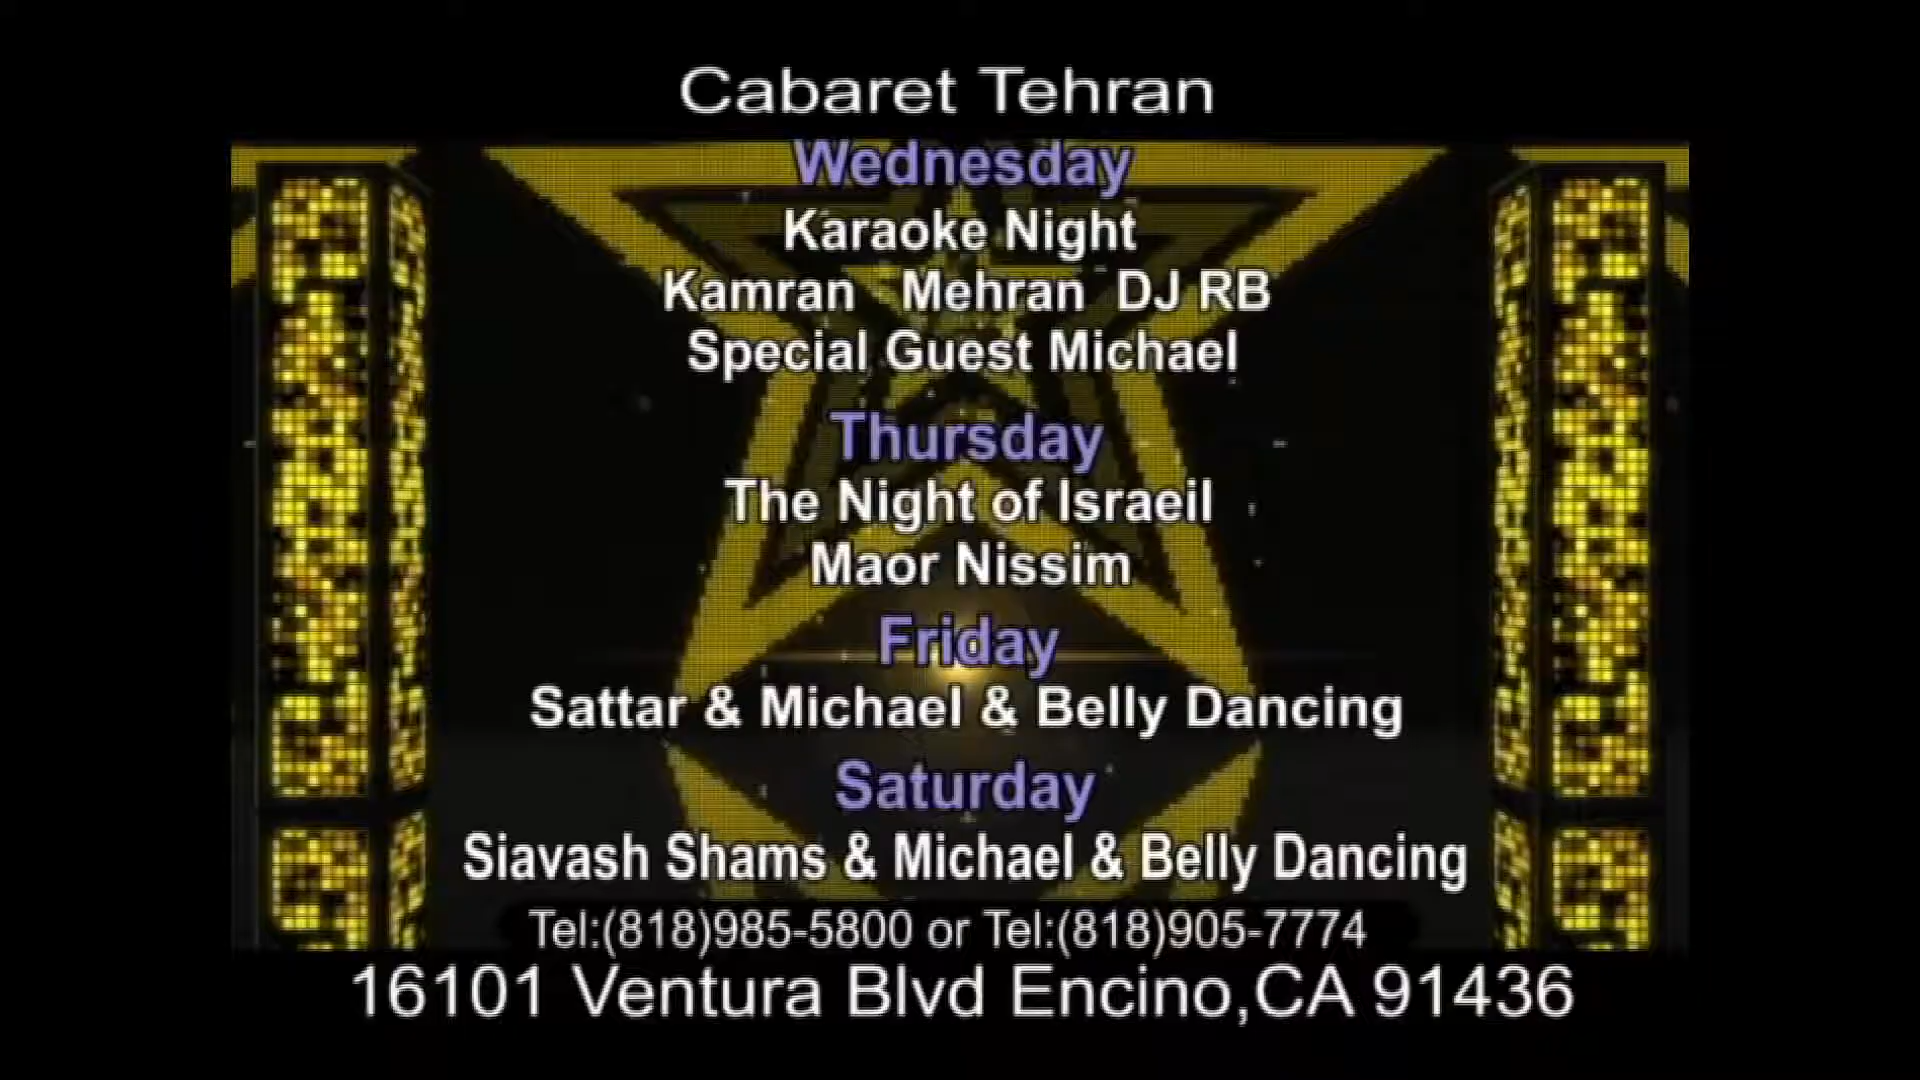 Cabaret Tehran
Wednesday
Karaoke Night
Kamran Mehran DJ RB
Special Guest Michael
Thursday
The Night of Israeil
Maor Nissim
Friday
Sattar & Michael & Belly Dancing
Saturday
Siavash Shams & Michael & Belly Dancing
Tel:(818)985-5800 or Tel:(818)905-7774
16101 Ventura Blvd Encino,CA 91436